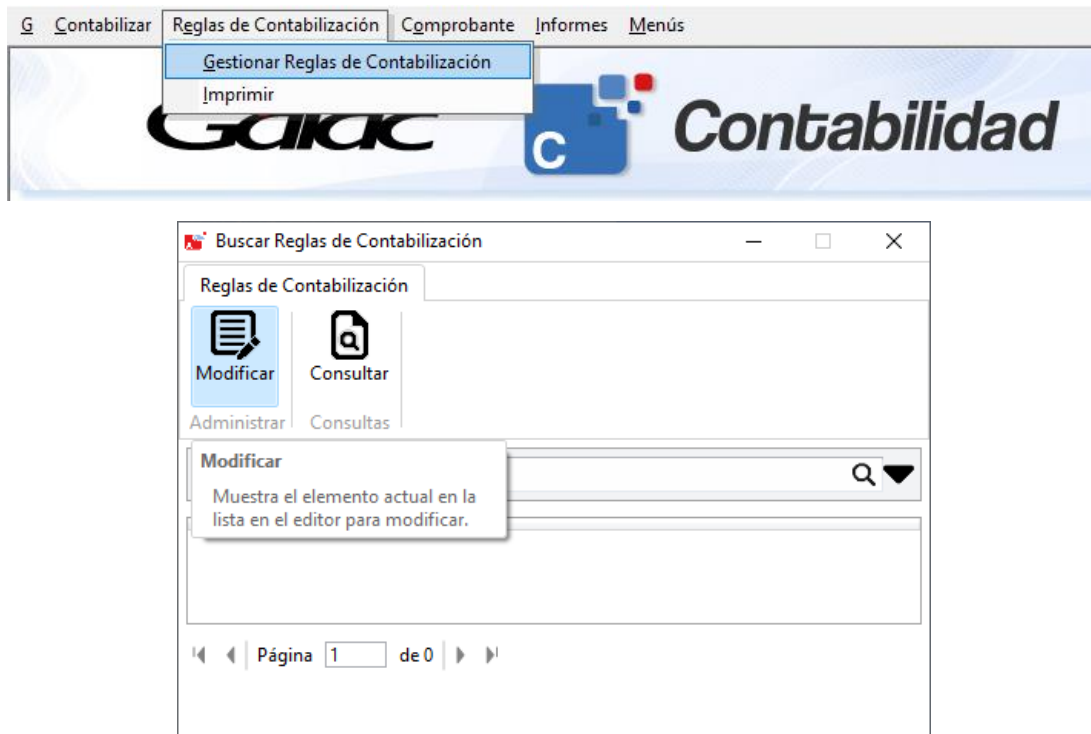 G Contabilizar Reglas de Contabilización Comprobante Informes Menús
Gestionar Reglas de Contabilización
Imprimir
Galac C Contabilidad
Buscar Reglas de Contabilización
Reglas de Contabilización
Modificar Consultar
Administrar Consultas
Modificar
Muestra el elemento actual en la
lista en el editor para modificar.
Página 1 de 0